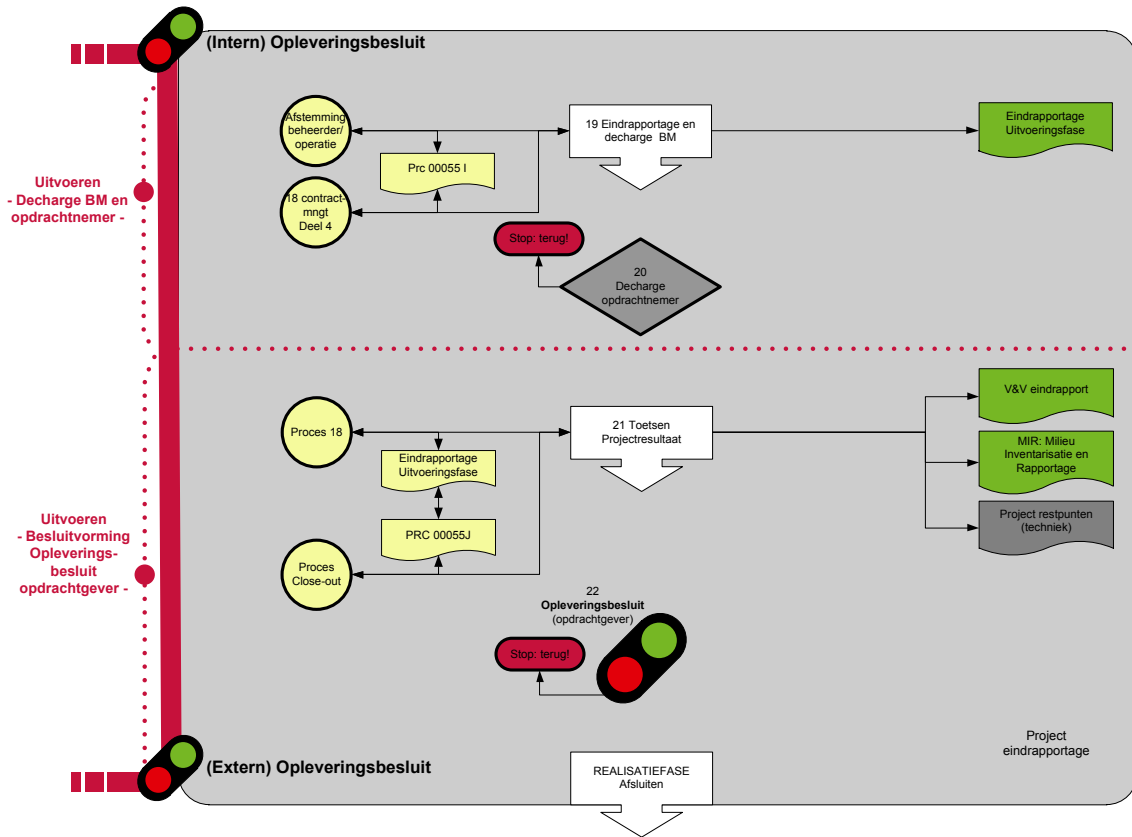 (Intern) Opleveringsbesluit
Afstemming
beheerder/
operatie
19 Eindrapportage en
decharge BM
Eindrapportage
Uitvoeringsfase
Prc 00055 I
Uitvoeren
- Decharge BM en
opdrachtnemer -
18 contract-
mngt
Deel 4
Stop: terug!
20
Decharge
opdrachtnemer
V&V eindrapport
Proces 18
21 Toetsen
Projectresultaat
Eindrapportage
Uitvoeringsfase
MIR: Milieu
Inventarisatie en
Rapportage
Uitvoeren
- Besluitvorming
Opleverings-
besluit
opdrachtgever -
PRC 00055J
Project restpunten
(techniek)
Proces
Close-out
22
Opleveringsbesluit
(opdrachtgever)
Stop: terug!
Project
eindrapportage
(Extern) Opleveringsbesluit
REALISATIEFASE
Afsluiten